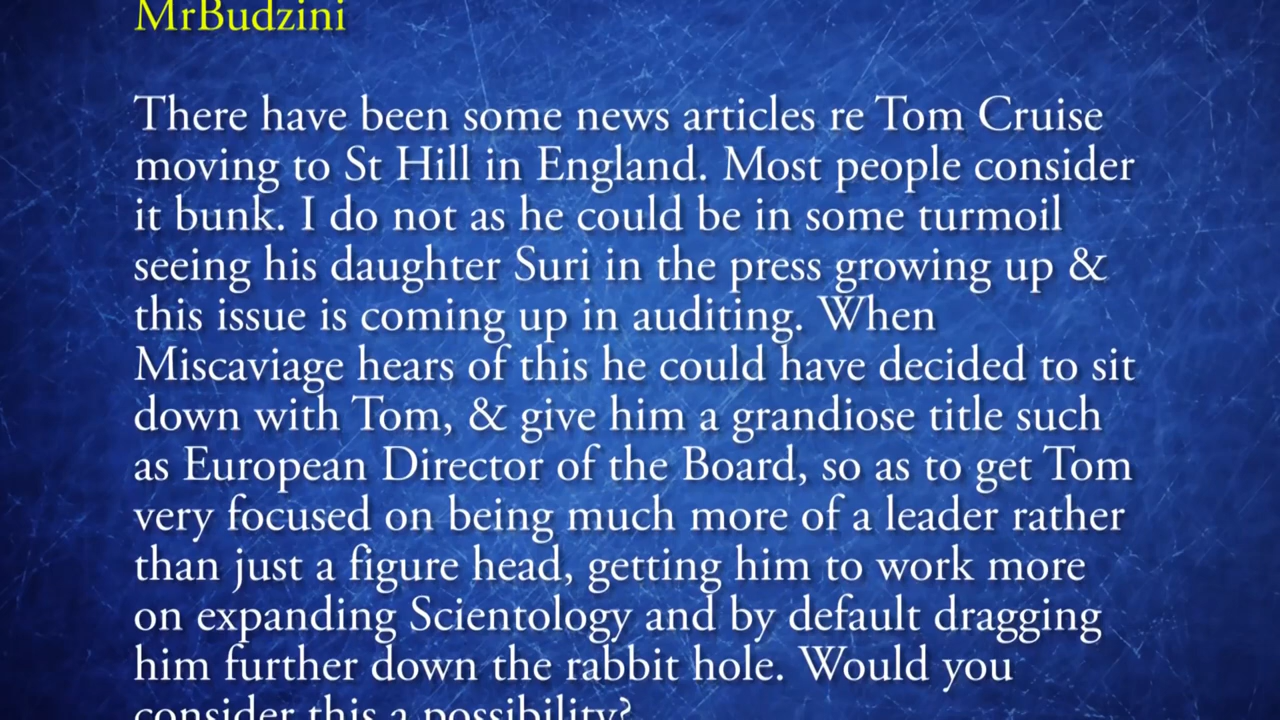 MrBudzini
There have been some news articles re Tom Cruise
moving to St Hill in England. Most people consider
it bunk. I do not as he could be in some turmoil
seeing his daughter Suri in the press growing up &
this issue is coming up in auditing. When
Miscaviage hears of this he could have decided to sit
down with Tom, & give him a grandiose title such
as European Director of the Board, so as to get Tom
very focused on being much more of a leader rather
than just a figure head, getting him to work more
on expanding Scientology and by default dragging
him further down the rabbit hole. Would you
consider this a possibility?